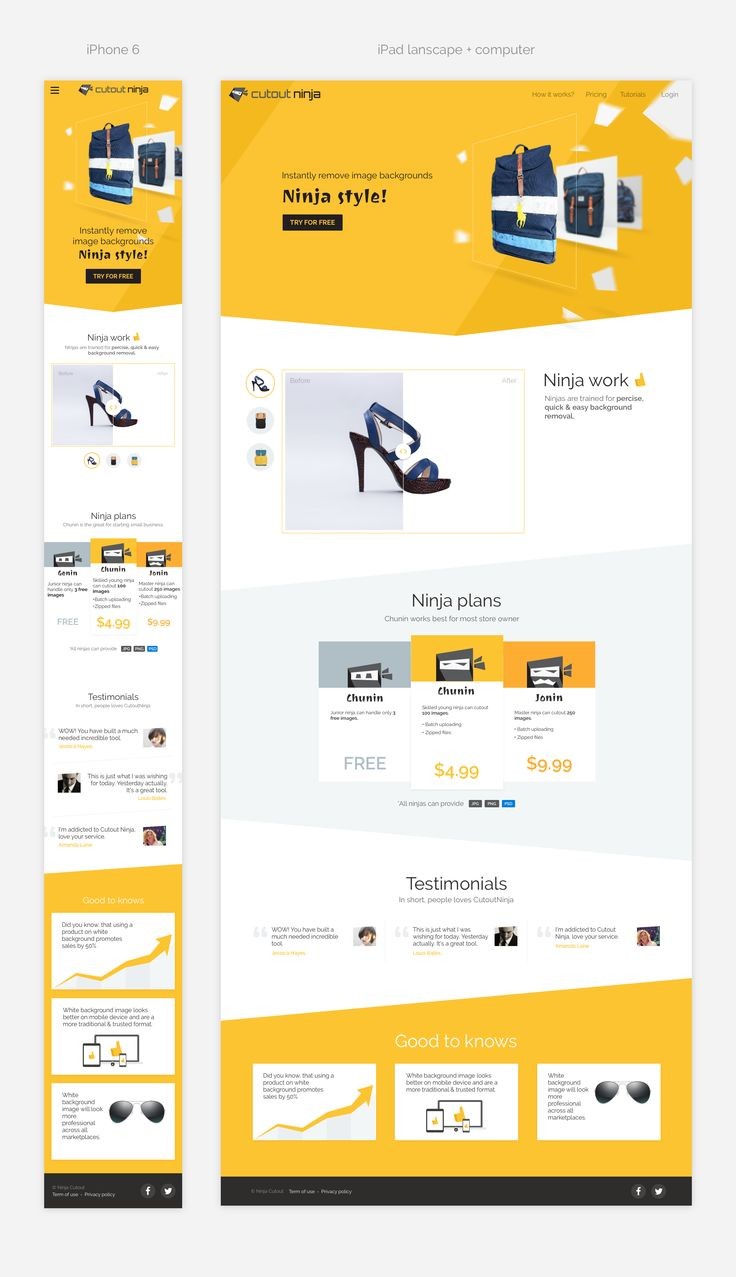 iPhone 6
cutout ninja
Instantly remove
image backgrounds
Ninja style!
TRY FOR FREE
Ninja work
Ninjas are trained for percise, quick & easy
background removal.
Before
After
Ninja plans
Chunin is the great for starting small business
Genin
Junior ninja can
handle only 3 free
images
FREE
Chunin
Skilled young ninja
can cutout 100
images
• Batch uploading
• Zipped files
$4.99
Jonin
Master ninja can
cutout 250 images
• Batch uploading
• Zipped files
$9.99
*All ninjas can provide
JPG
PNG
PSD
Testimonials
In short, people loves CutoutNinja
WOW! You have built a much
needed incredible tool.
Jessica Hayes
This is just what I was wishing
for today. Yesterday actually.
It's a great tool.
Louis Bates
I'm addicted to Cutout Ninja,
love your service.
Amanda Lane
Good to knows
Did you know, that using a
product on white
background promotes
sales by 50%
White background image looks
better on mobile device and are a
more traditional & trusted format
White
background
image will look
more
professional
across all
marketplaces.
© Ninja Cutout
Term of use - Privacy policy
iPad lanscape + computer
cutout ninja
How it works?
Pricing
Tutorials
Login
Instantly remove image backgrounds
Ninja style!
TRY FOR FREE
Before
After
Ninja work
Ninjas are trained for percise,
quick & easy background
removal.
Ninja plans
Chunin works best for most store owner
Chunin
Junior ninja, can handle only 3
free images.
FREE
Chunin
Skilled young ninja can cutout
100 images.
• Batch uploading
• Zipped files
$4.99
Jonin
Master ninja, can cutout 250
images.
• Batch uploading
• Zipped files
$9.99
*All ninjas can provide
JPG
PNG
PSD
Testimonials
In short, people loves CutoutNinja
WOW! You have built a
much needed incredible
tool.
Jessica Hayes
This is just what I was
wishing for today. Yesterday
actually. It's a great tool.
Louis Bates
I'm addicted to Cutout
Ninja, love your service.
Amanda Lane
Good to knows
Did you know, that using a
product on white
background promotes
sales by 50%
White background image looks
better on mobile device and are a
more traditional & trusted format
White
background
image will look
more
professional
across all
marketplaces.
© Ninja Cutout
Term of use - Privacy policy